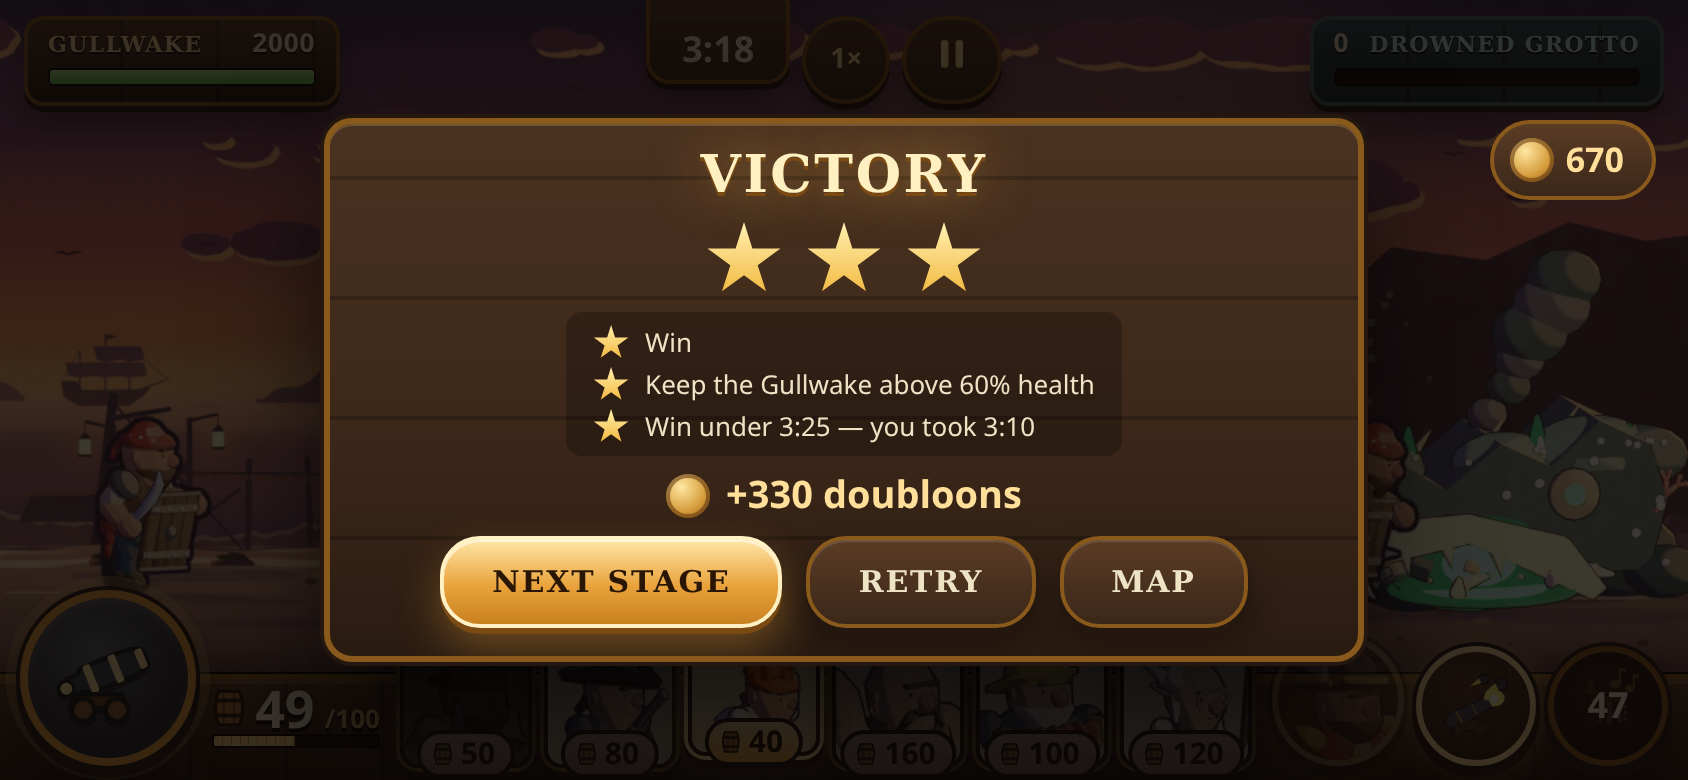 GULLWAKE 2000
3:18
1×
0 DROWNED GROTTO
670
VICTORY
Win
Keep the Gullwake above 60% health
Win under 3:25 — you took 3:10
+330 doubloons
NEXT STAGE
RETRY
MAP
49 /100
50
80
40
160
100
120
47